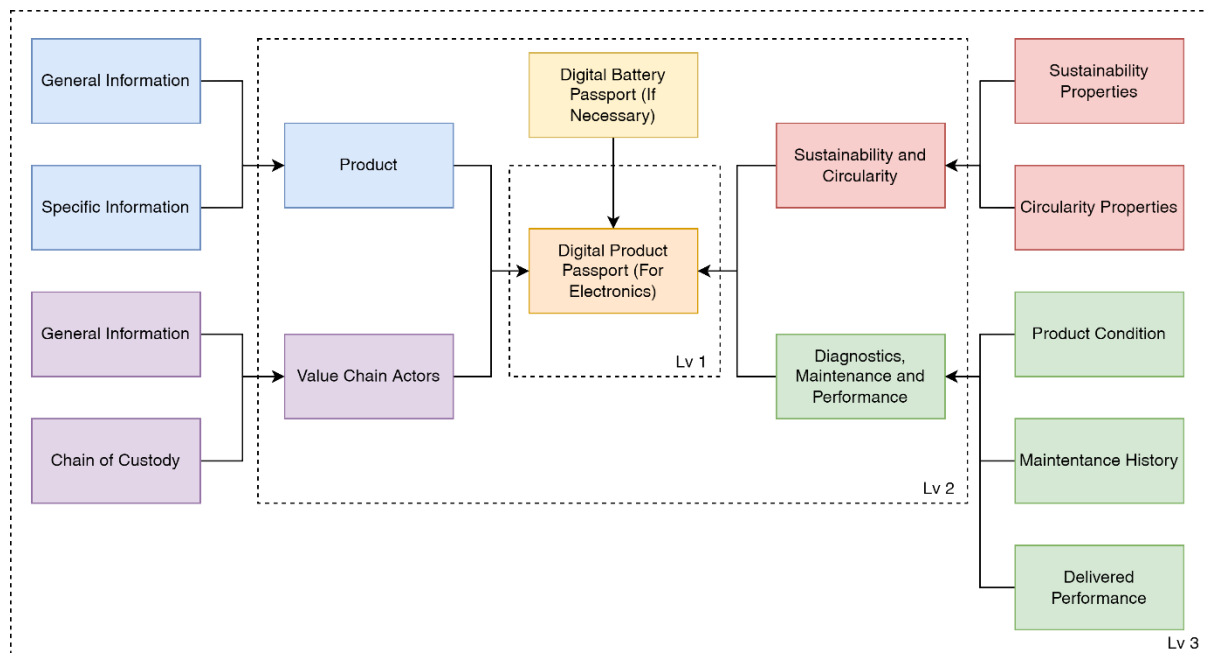 General Information
Specific Information
General Information
Chain of Custody
Product
Value Chain Actors
Digital Battery
Passport (If
Necessary)
Digital Product
Passport (For
Electronics)
Lv 1
Sustainability and
Circularity
Diagnostics,
Maintenance and
Performance
Lv 2
Sustainability
Properties
Circularity Properties
Product Condition
Maintentance History
Delivered
Performance
Lv 3